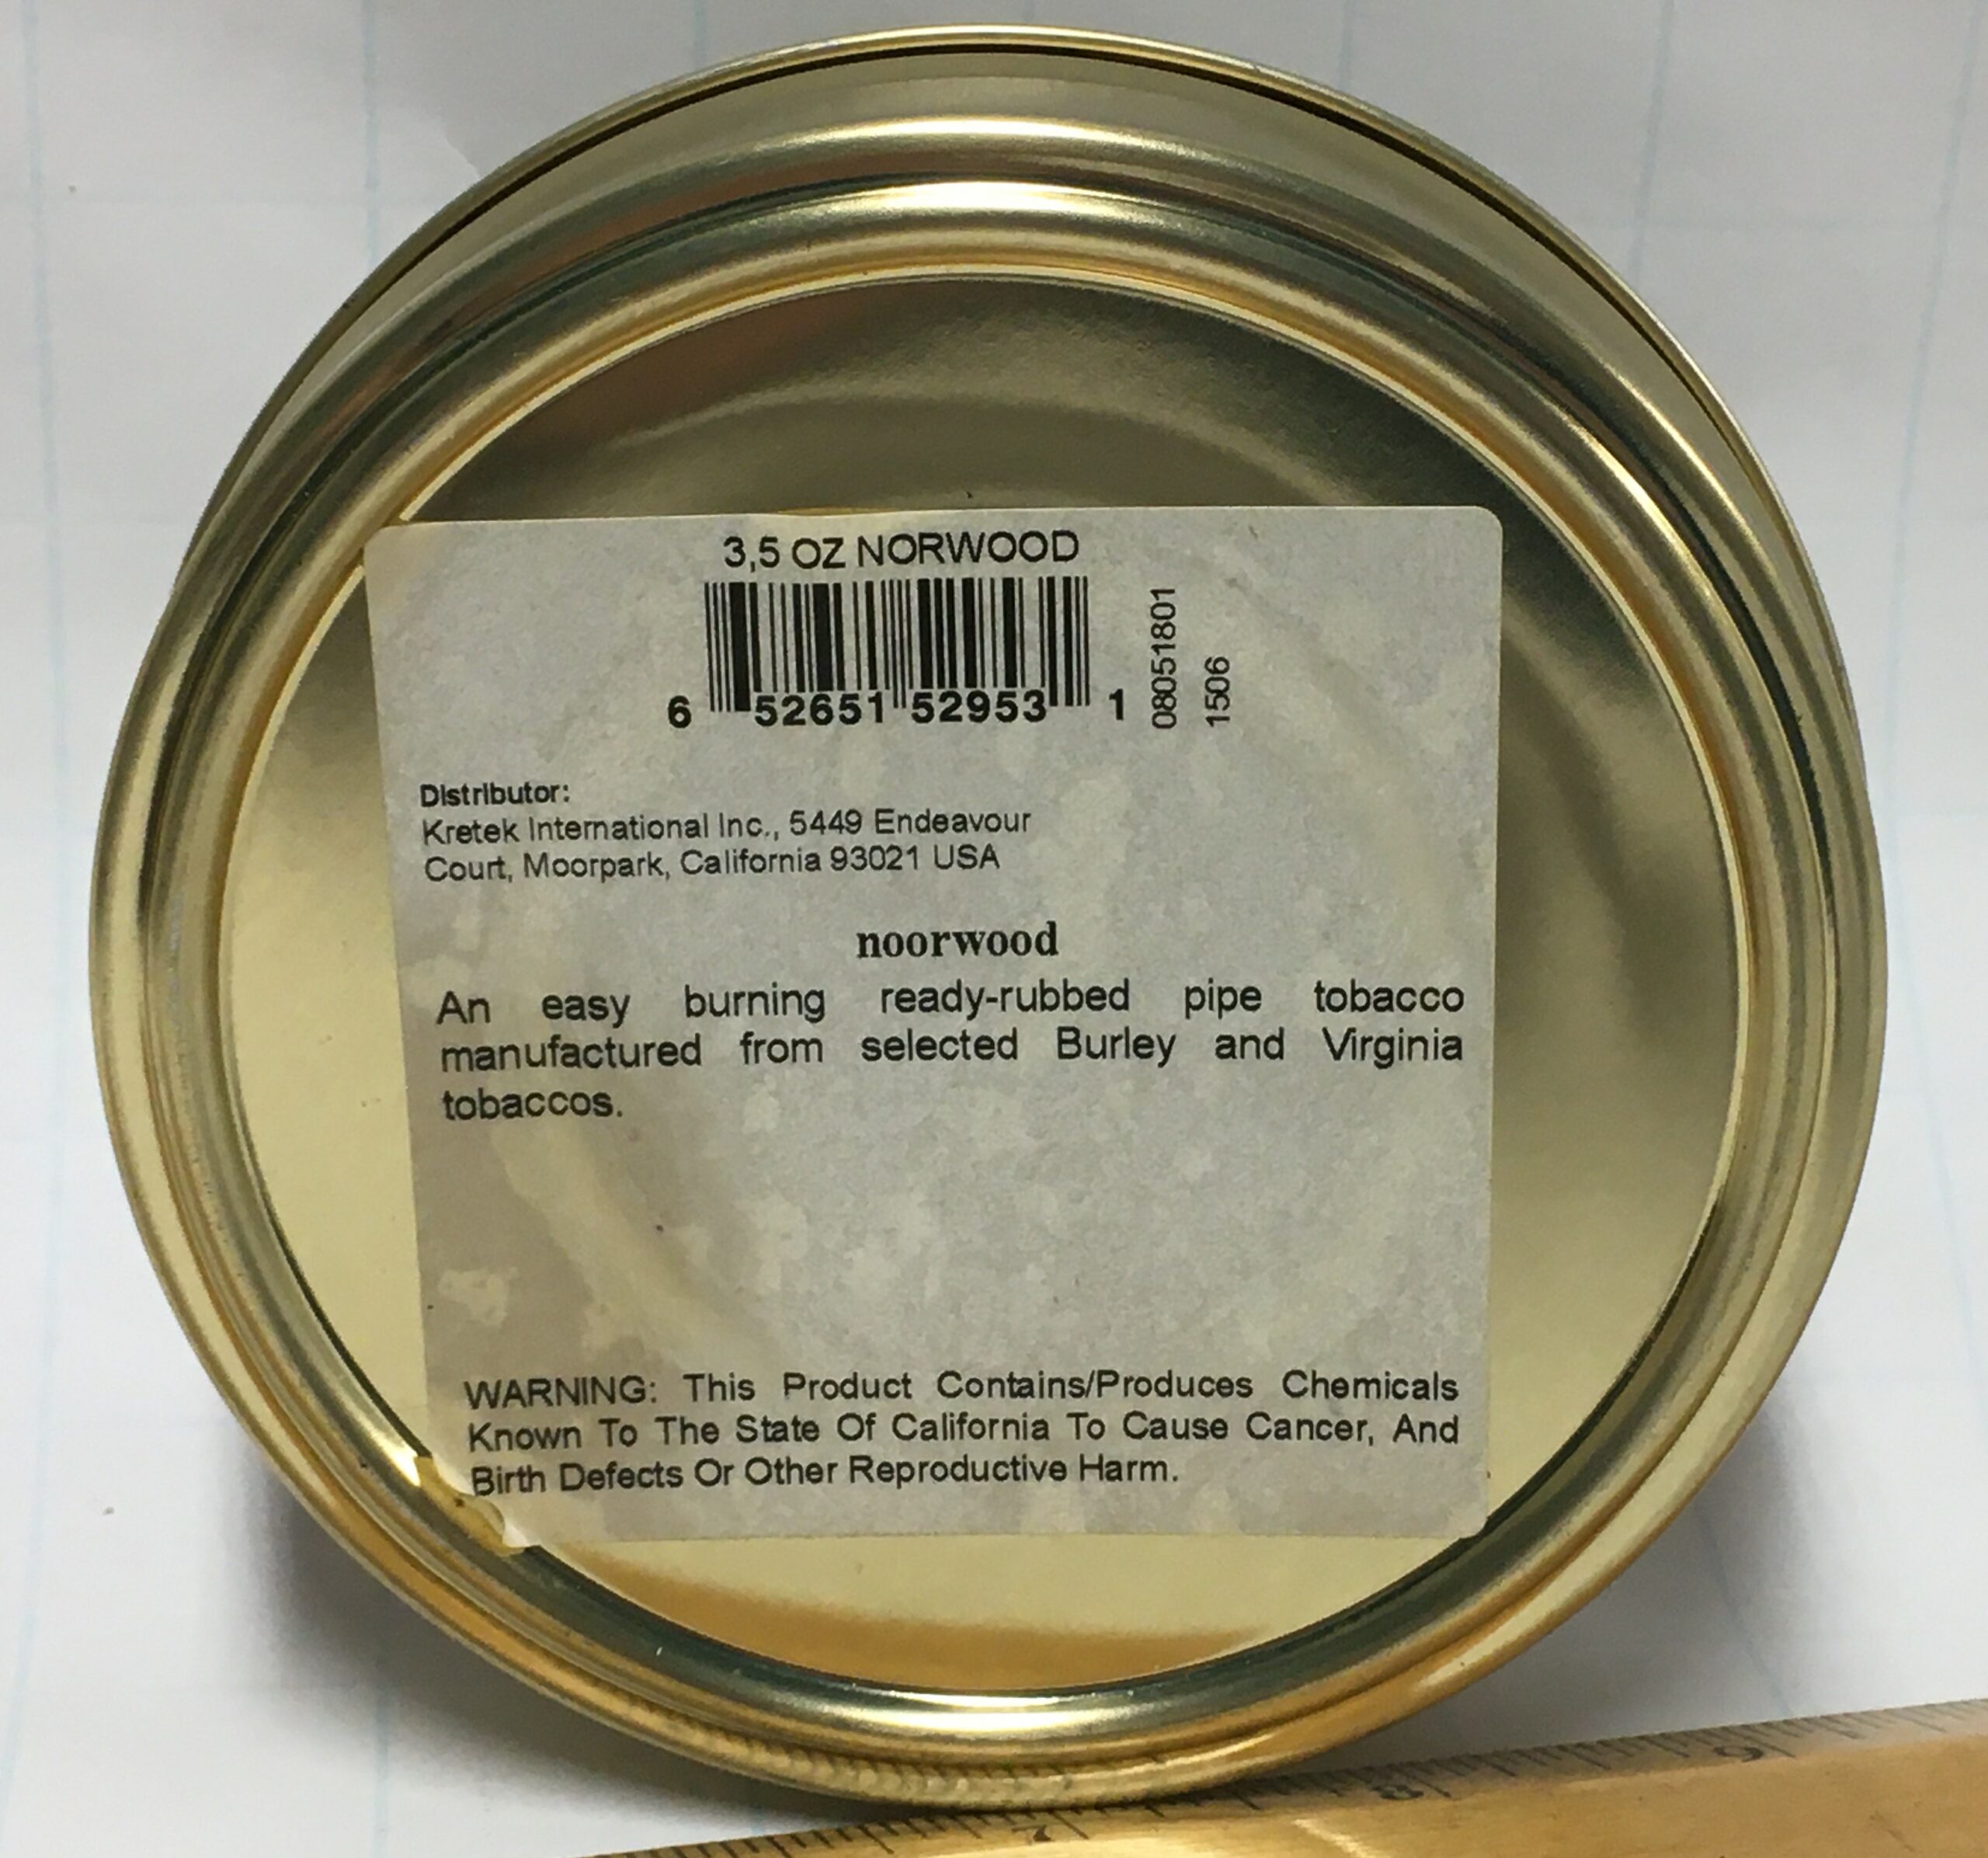 3,5 OZ NORWOOD
6 52651 52953 1
08051801
1506
Distributor:
Kretek International Inc., 5449 Endeavour
Court, Moorpark, California 93021 USA
noorwood
An easy burning ready-rubbed pipe tobacco
manufactured from selected Burley and Virginia
tobaccos.
WARNING: This Product Contains/Produces Chemicals
Known To The State Of California To Cause Cancer, And
Birth Defects Or Other Reproductive Harm.
7 8 9